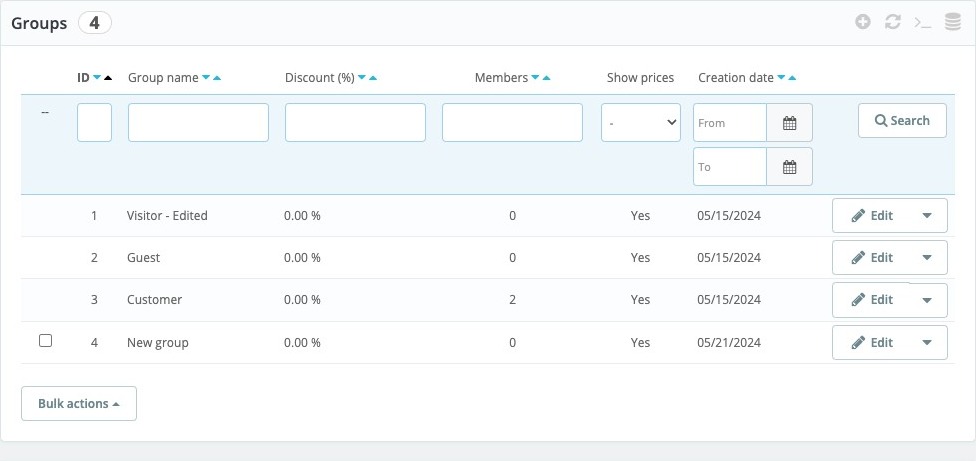 Groups 4
ID Group name Discount (%) Members Show prices Creation date
-- - From Search
To
1 Visitor - Edited 0.00 % 0 Yes 05/15/2024 Edit
2 Guest 0.00 % 0 Yes 05/15/2024 Edit
3 Customer 0.00 % 2 Yes 05/15/2024 Edit
4 New group 0.00 % 0 Yes 05/21/2024 Edit
Bulk actions